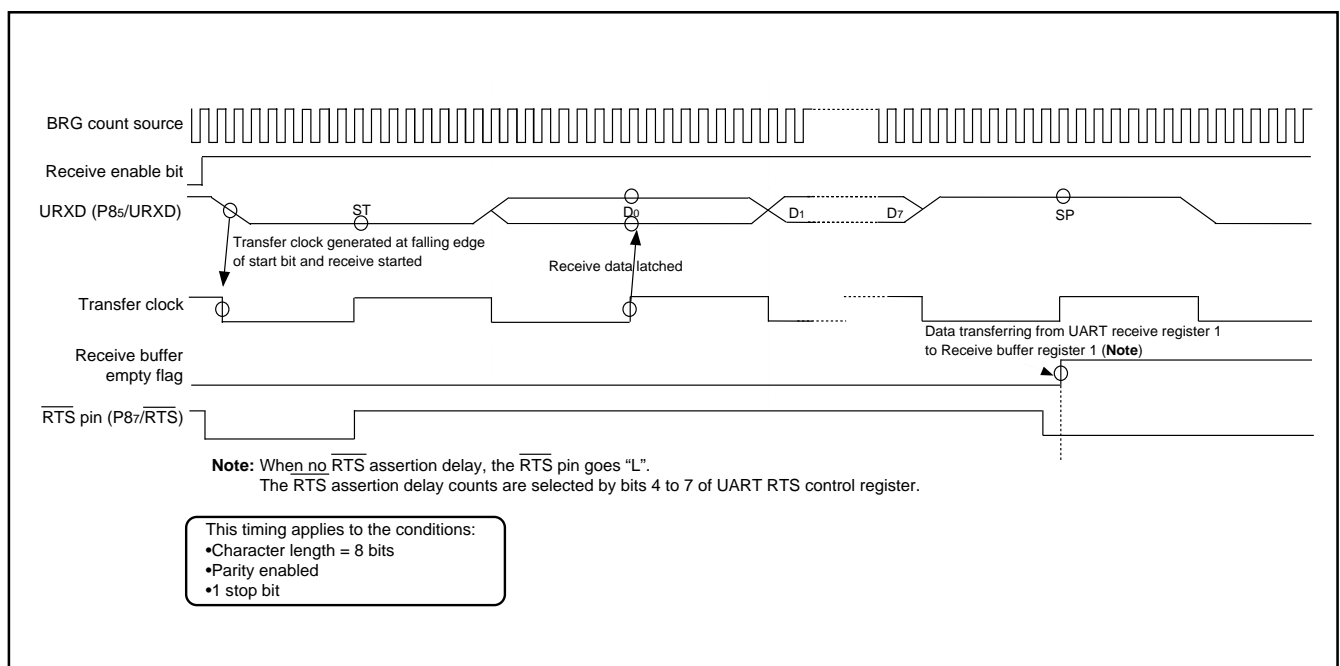 BRG count source
Receive enable bit
URXD (P85/URXD)
ST
D0
D1
D7
SP
Transfer clock generated at falling edge
of start bit and receive started
Receive data latched
Transfer clock
Data transferring from UART receive register 1
to Receive buffer register 1 (Note)
Receive buffer
empty flag
RTS pin (P87/RTS)
Note: When no RTS assertion delay, the RTS pin goes “L”.
The RTS assertion delay counts are selected by bits 4 to 7 of UART RTS control register.
This timing applies to the conditions:
•Character length = 8 bits
•Parity enabled
•1 stop bit